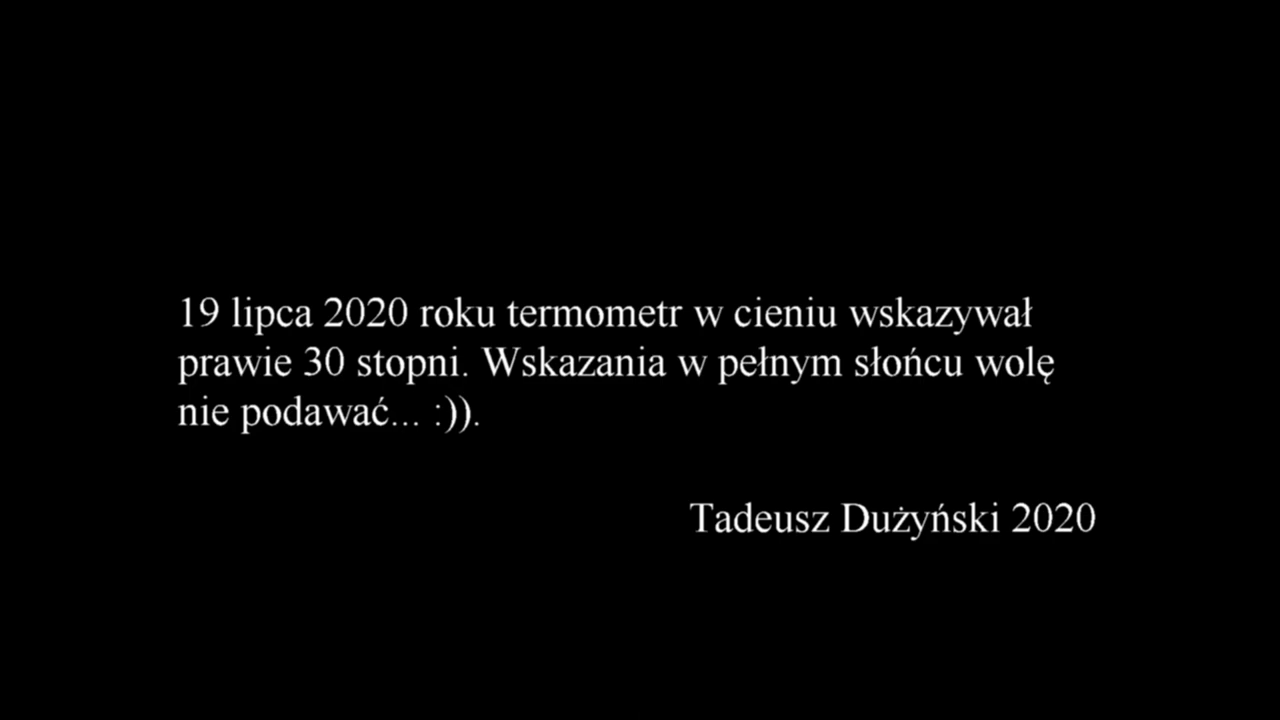 19 lipca 2020 roku termometr w cieniu wskazywał
prawie 30 stopni. Wskazania w pełnym słońcu wolę
nie podawać... :)).
Tadeusz Dużyński 2020